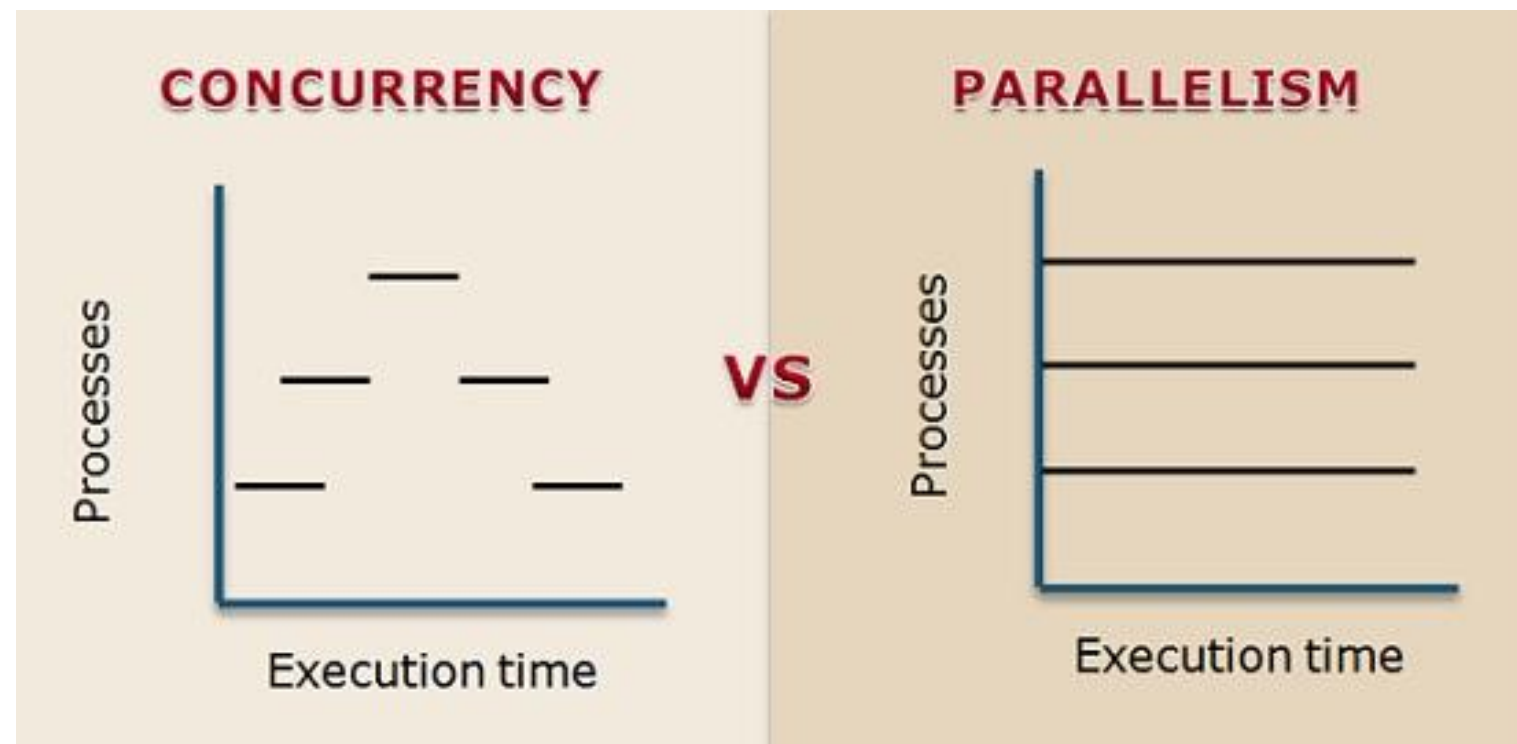 CONCURRENCY
Processes
Execution time
VS
PARALLELISM
Processes
Execution time